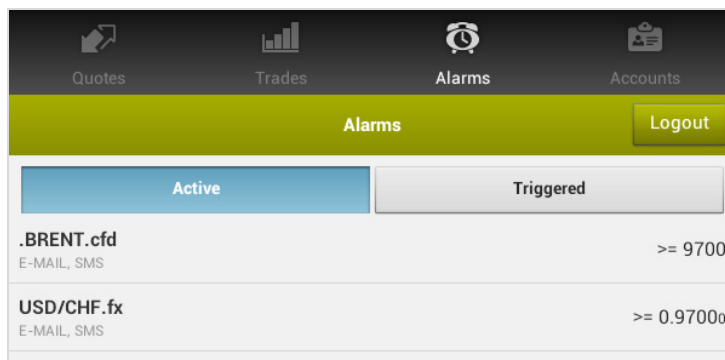 Quotes Trades Alarms Accounts
Alarms Logout
Active Triggered
.BRENT.cfd >= 9700
E-MAIL, SMS
USD/CHF.fx >= 0.97000
E-MAIL, SMS